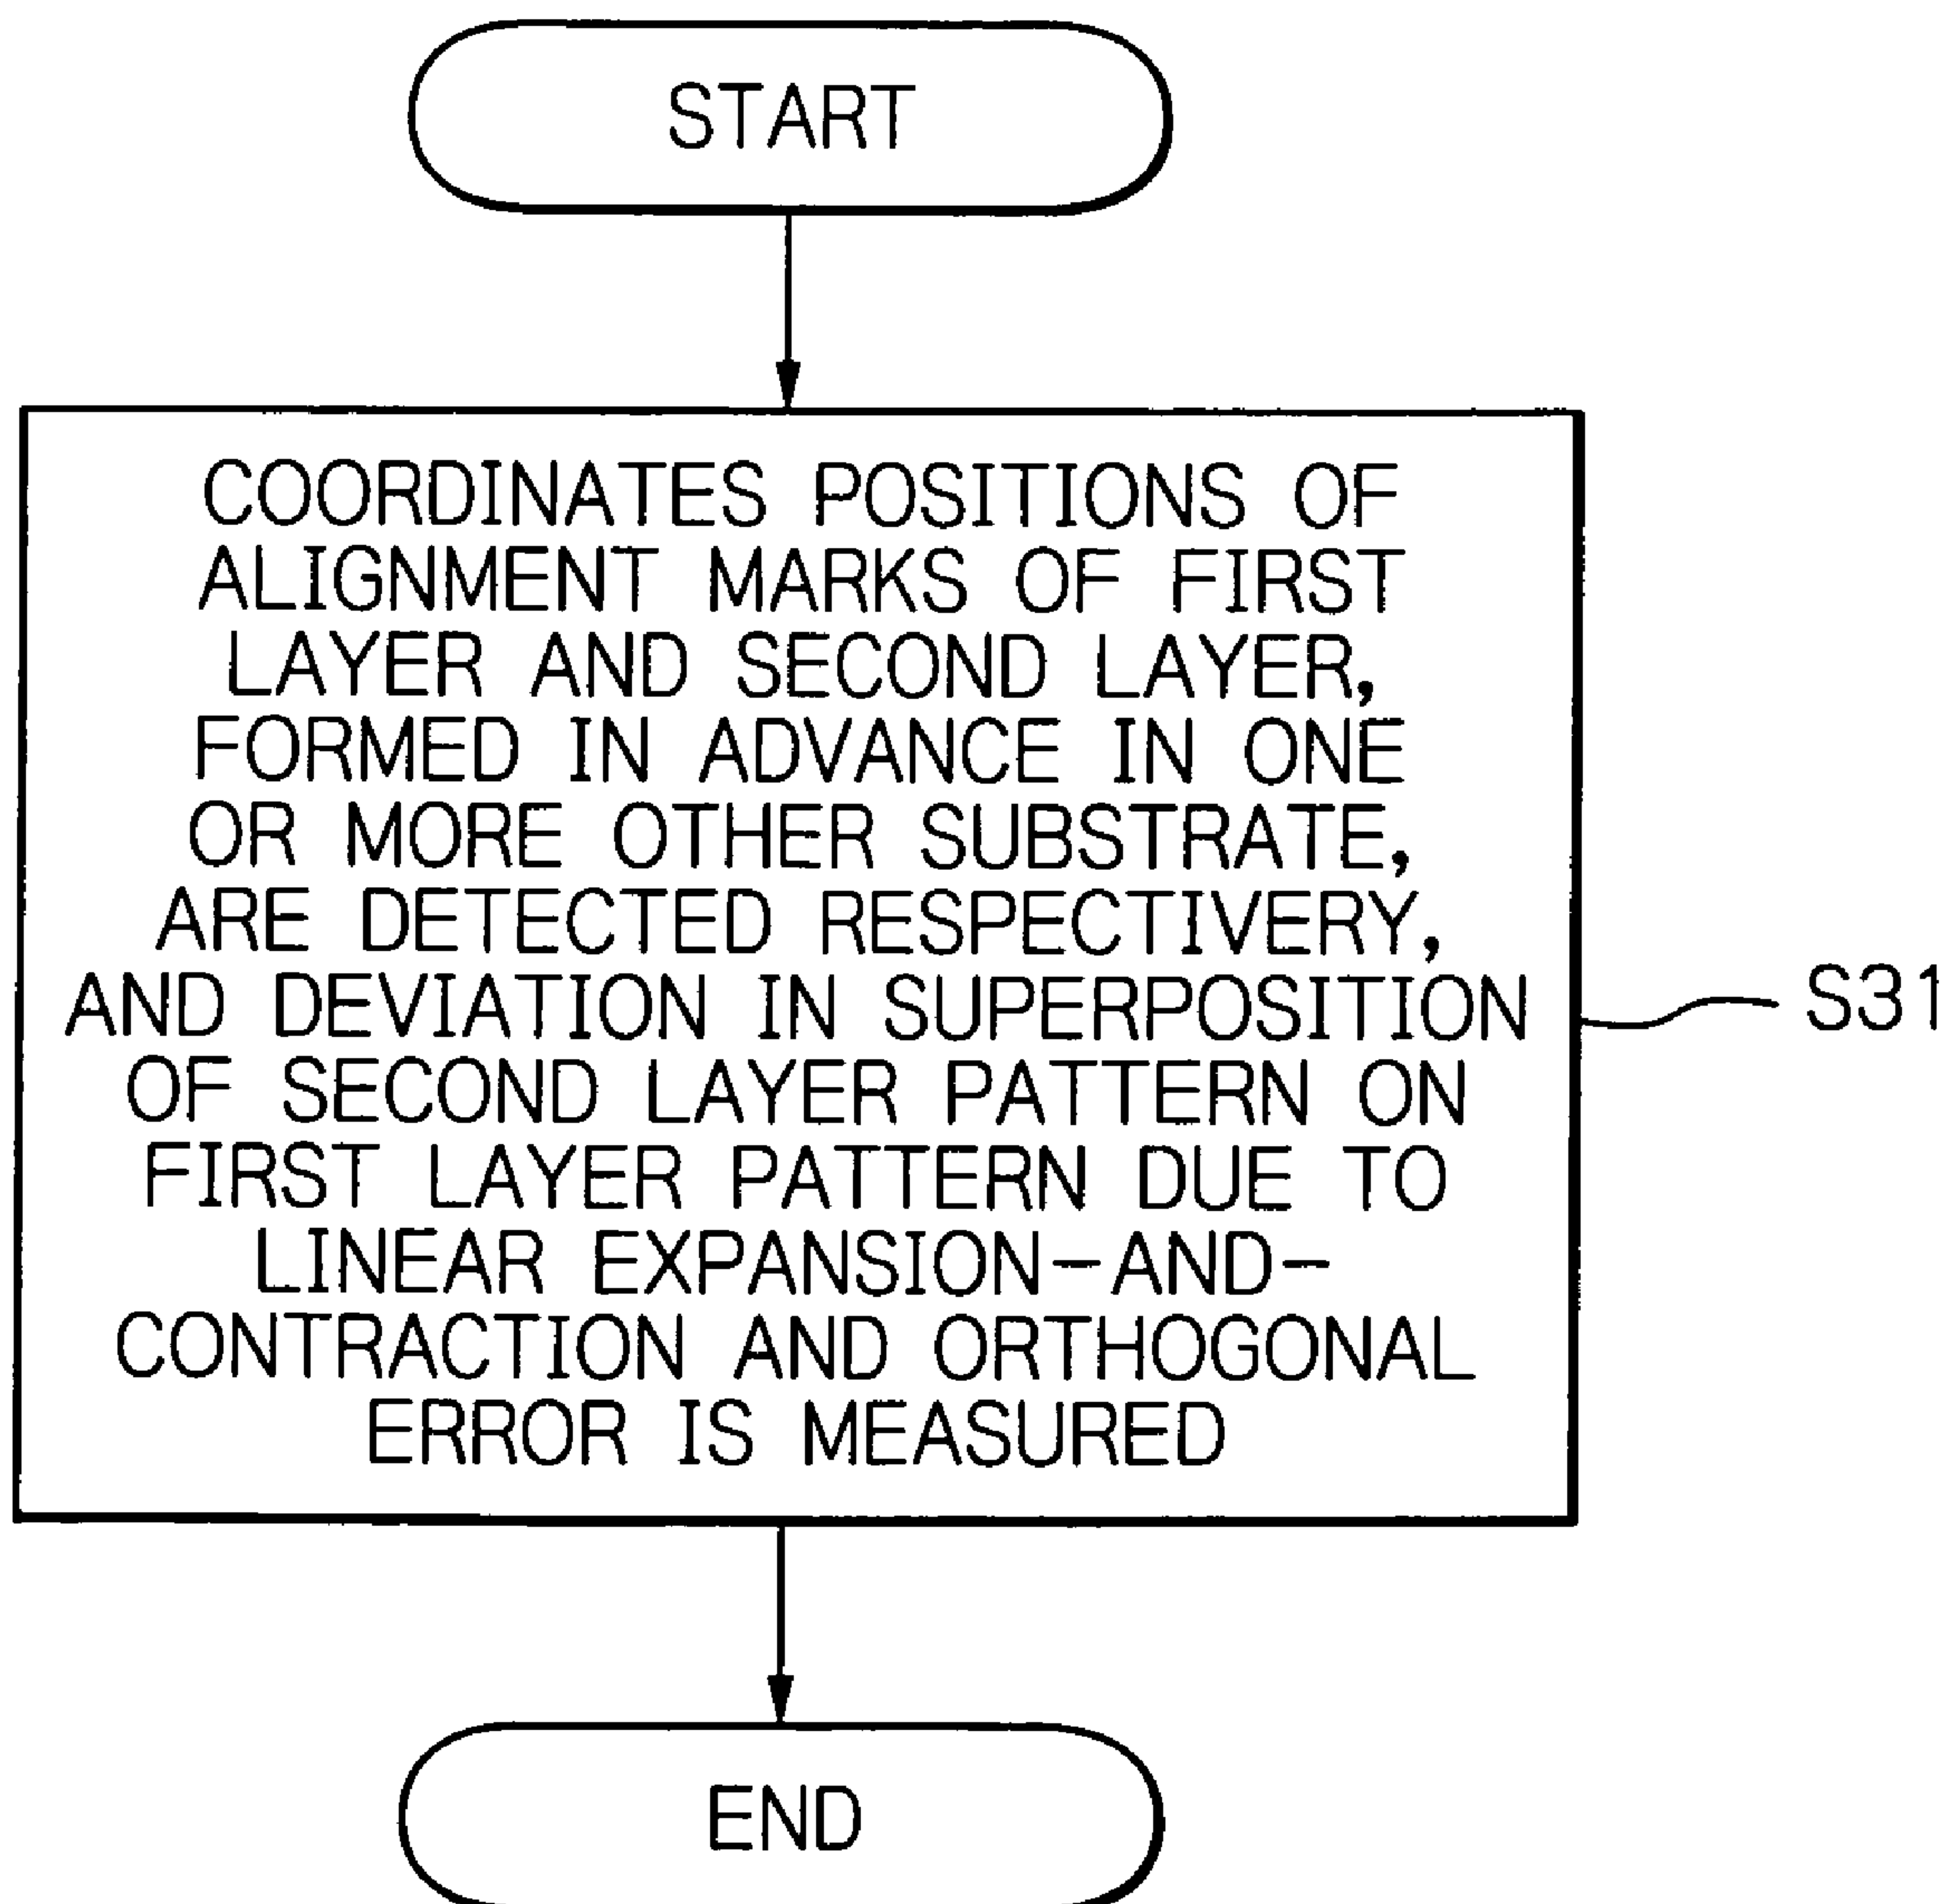 START
COORDINATES POSITIONS OF
ALIGNMENT MARKS OF FIRST
LAYER AND SECOND LAYER,
FORMED IN ADVANCE IN ONE
OR MORE OTHER SUBSTRATE,
ARE DETECTED RESPECTIVERY,
AND DEVIATION IN SUPERPOSITION
OF SECOND LAYER PATTERN ON
FIRST LAYER PATTERN DUE TO
LINEAR EXPANSION-AND-
CONTRACTION AND ORTHOGONAL
ERROR IS MEASURED
S31
END